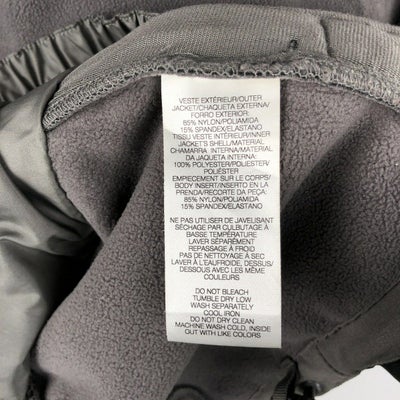 VESTE EXTÉRIEUR/OUTER
JACKET/CHAQUETA EXTERNA/
FORRO EXTERIOR:
85% NYLON/POLIAMIDA
15% SPANDEX/ELASTANO
TISSU VESTE INTÉRIEUR/INNER
JACKET'S SHELL/MATERIAL
CHAMARRA INTERNA/MATERIAL
DA JAQUETA INTERNA:
100% POLYESTER/POLIESTER/
POLIÉSTER
EMPIECEMENT SUR LE CORPS/
BODY INSERT/INSERTO EN LA
PRENDA/RECORTE DA PEÇA:
85% NYLON/POLIAMIDA
15% SPANDEX/ELASTANO
NE PAS UTILISER DE JAVELISANT
SÉCHAGE PAR CULBUTAGE À
BASSE TEMPÉRATURE
LAVER SÉPARÉMENT
REPASSAGE À FROID
PAS DE NETTOYAGE À SEC
LAVER À L'EAUFROIDE, DESSUS/
DESSOUS AVEC LES MÊME
COULEURS
DO NOT BLEACH
TUMBLE DRY LOW
WASH SEPARATELY
COOL IRON
DO NOT DRY CLEAN
MACHINE WASH COLD, INSIDE
OUT WITH LIKE COLORS